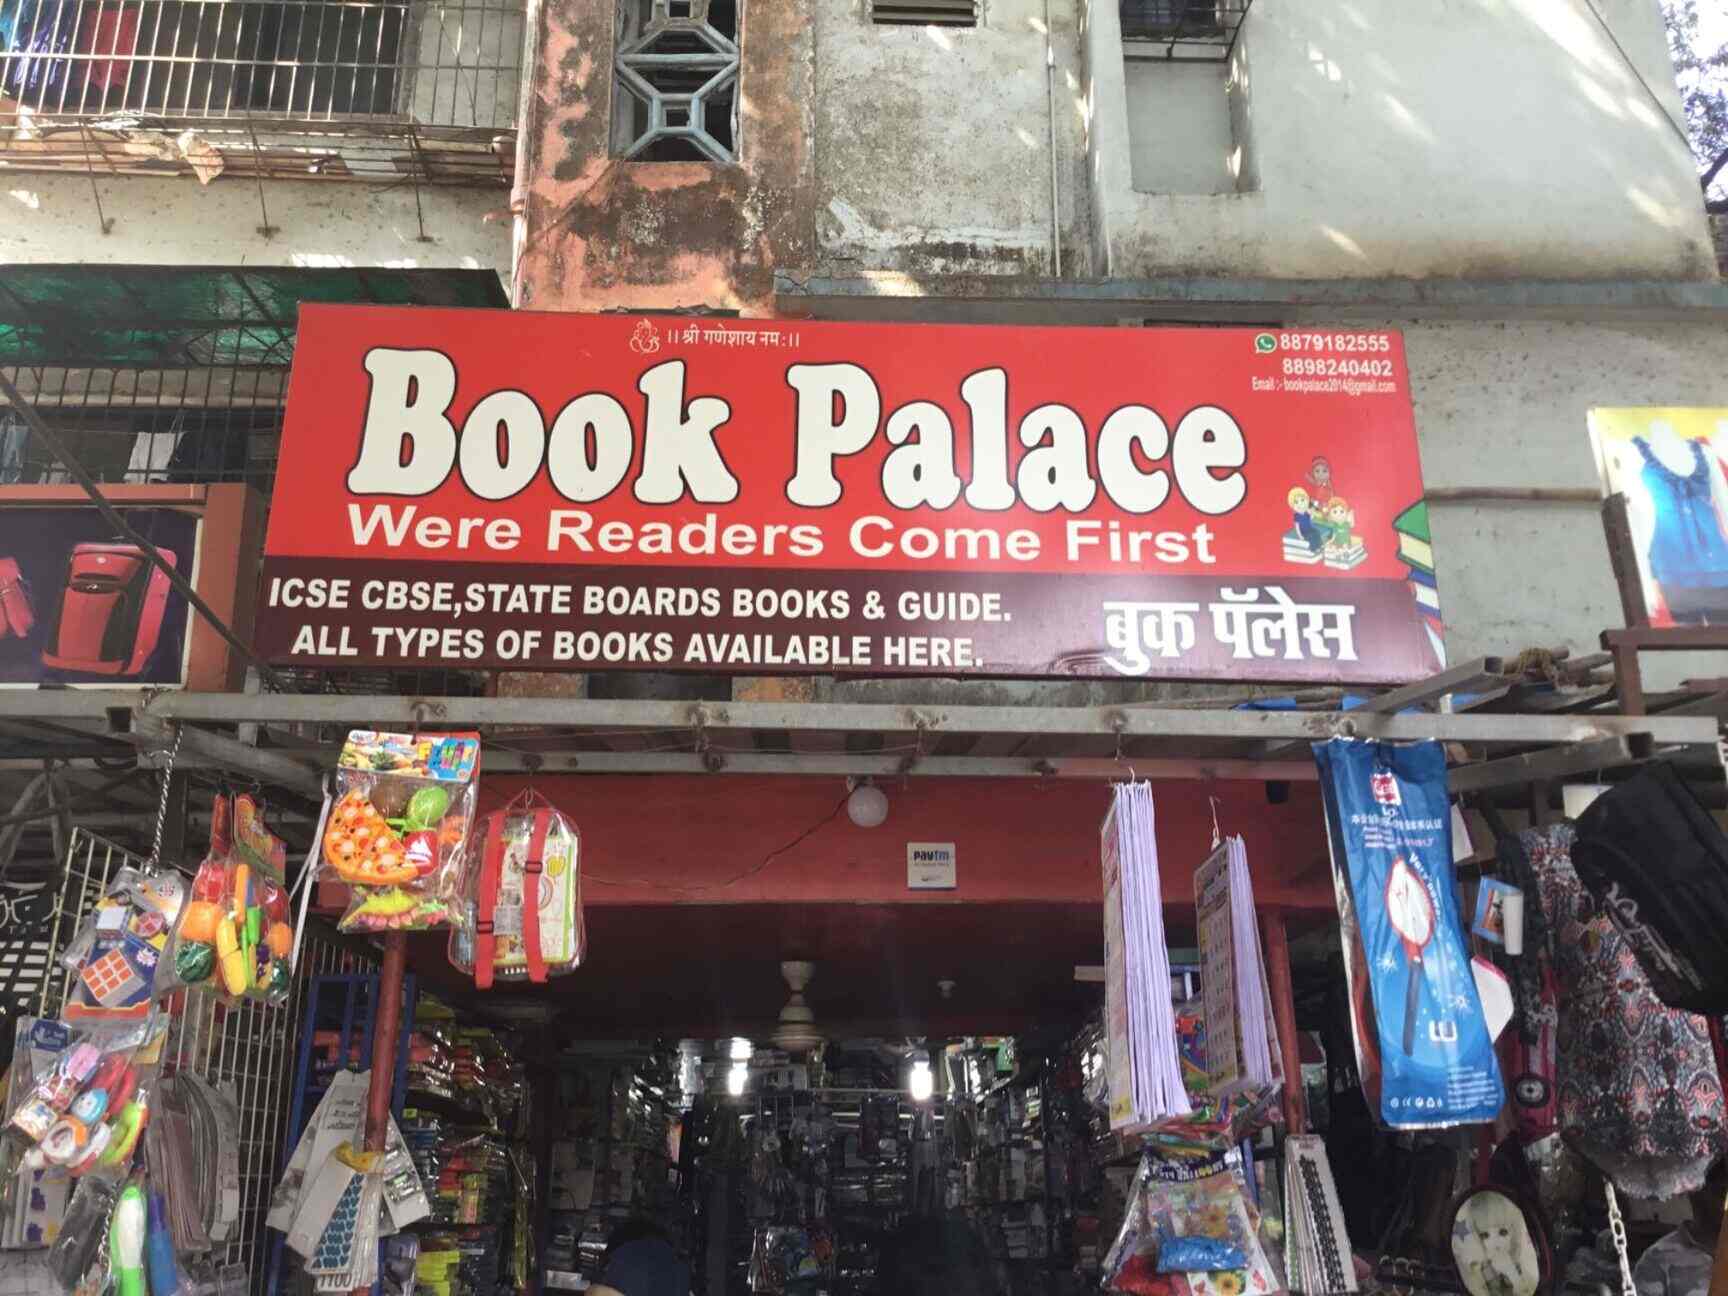 ।। श्री गणेशाय नमः ।।
8879182555
8898240402
Email :- bookpalace2014@gmail.com
Book Palace
Were Readers Come First
ICSE CBSE,STATE BOARDS BOOKS & GUIDE.
ALL TYPES OF BOOKS AVAILABLE HERE.
बुक पॅलेस
Paytm
1100